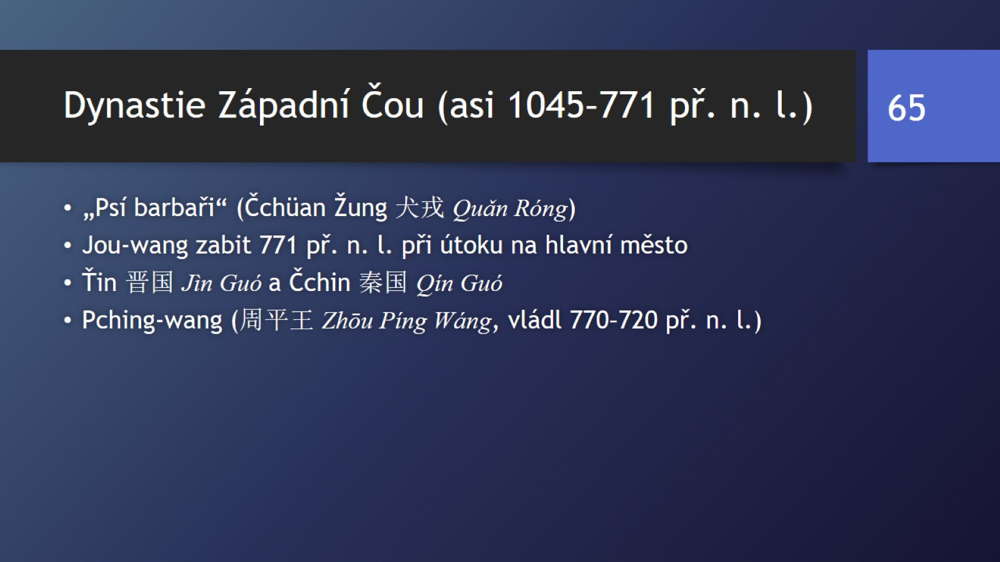 Dynastie Západní Čou (asi 1045-771 př. n. l.)
65
• „Psí barbaři“ (Čchüan Žung 犬戎 Quǎn Róng)
• Jou-wang zabit 771 př. n. l. při útoku na hlavní město
• Ťin 晋国 Jìn Guó a Čchin 秦国 Qín Guó
• Pching-wang (周平王 Zhōu Píng Wáng, vládl 770-720 př. n. l.)